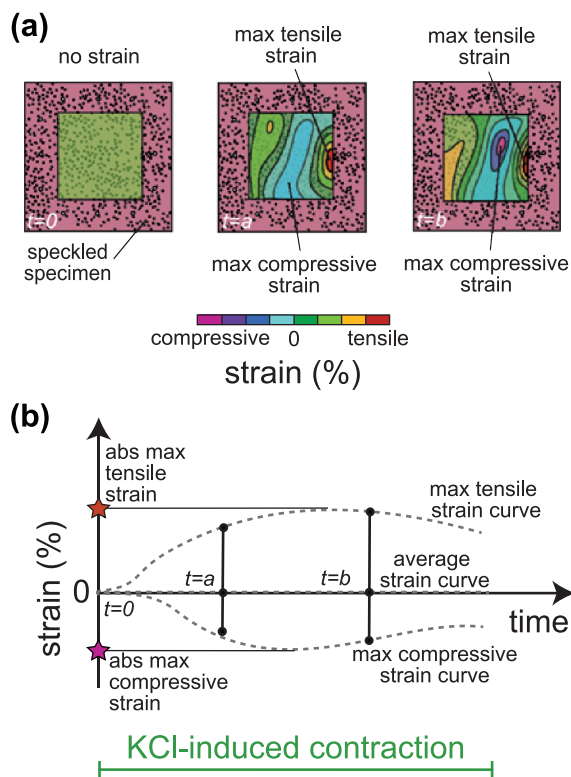 (a)
no strain
max tensile
strain
max tensile
strain
t=0
t=a
t=b
speckled
specimen
max compressive
strain
max compressive
strain
compressive 0 tensile
strain (%)
(b)
abs max
tensile
strain
max tensile
strain curve
strain (%)
0
t=0
t=a
t=b
average
strain curve
time
abs max
compressive
strain
max compressive
strain curve
KCl-induced contraction